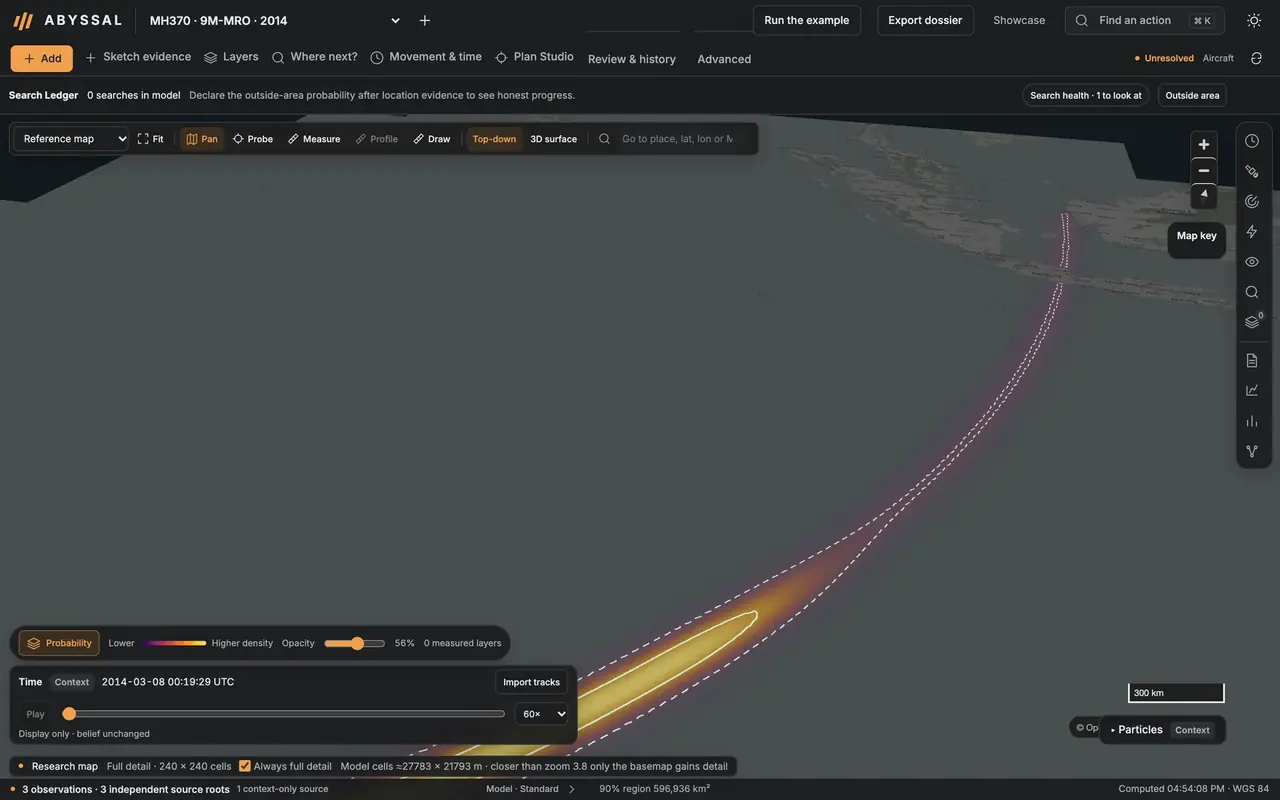 ABYSSAL
MH370 · 9M-MRO · 2014
Run the example
Export dossier
Showcase
Find an action
⌘ K
+ Add
Sketch evidence
Layers
Where next?
Movement & time
Plan Studio
Review & history
Advanced
Unresolved
Aircraft
Search Ledger
0 searches in model
Declare the outside-area probability after location evidence to see honest progress.
Search health · 1 to look at
Outside area
Reference map
Fit
Pan
Probe
Measure
Profile
Draw
Top-down
3D surface
Go to place, lat, lon or M
Map key
0
Probability
Lower
Higher density
Opacity
56%
0 measured layers
Time
Context
2014-03-08 00:19:29 UTC
Import tracks
Play
60×
Display only · belief unchanged
300 km
© Op
Particles
Context
Research map
Full detail · 240 × 240 cells
Always full detail
Model cells ≈27783 × 21793 m · closer than zoom 3.8 only the basemap gains detail
3 observations · 3 independent source roots
1 context-only source
Model · Standard
90% region 596,936 km²
Computed 04:54:08 PM · WGS 84